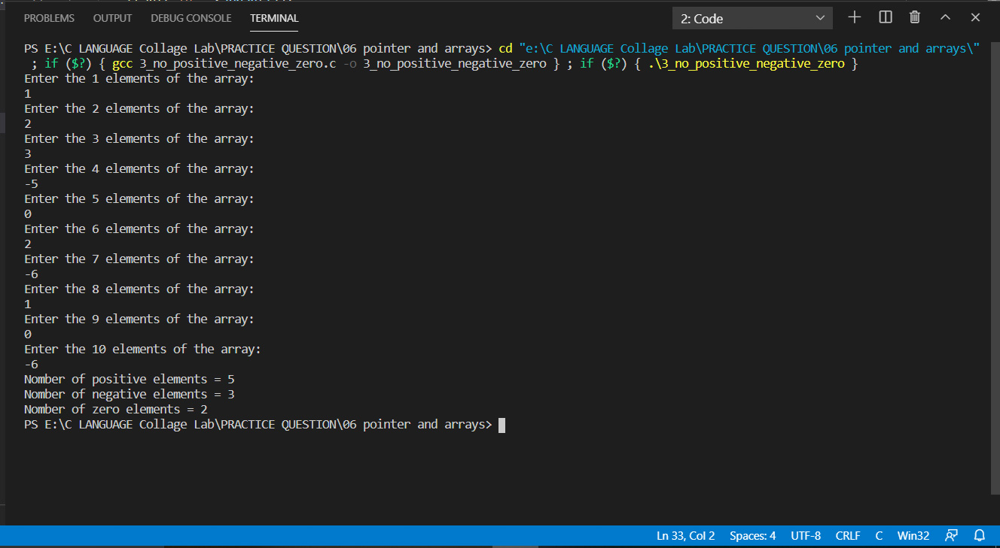 PROBLEMS OUTPUT DEBUG CONSOLE TERMINAL 2: Code
PS E:\C LANGUAGE Collage Lab\PRACTICE QUESTION\06 pointer and arrays> cd "e:\C LANGUAGE Collage Lab\PRACTICE QUESTION\06 pointer and arrays\"
; if ($?) { gcc 3_no_positive_negative_zero.c -o 3_no_positive_negative_zero } ; if ($?) { .\3_no_positive_negative_zero }
Enter the 1 elements of the array:
1
Enter the 2 elements of the array:
2
Enter the 3 elements of the array:
3
Enter the 4 elements of the array:
-5
Enter the 5 elements of the array:
0
Enter the 6 elements of the array:
2
Enter the 7 elements of the array:
-6
Enter the 8 elements of the array:
1
Enter the 9 elements of the array:
0
Enter the 10 elements of the array:
-6
Nomber of positive elements = 5
Nomber of negative elements = 3
Nomber of zero elements = 2
PS E:\C LANGUAGE Collage Lab\PRACTICE QUESTION\06 pointer and arrays>
Ln 33, Col 2 Spaces: 4 UTF-8 CRLF C Win32